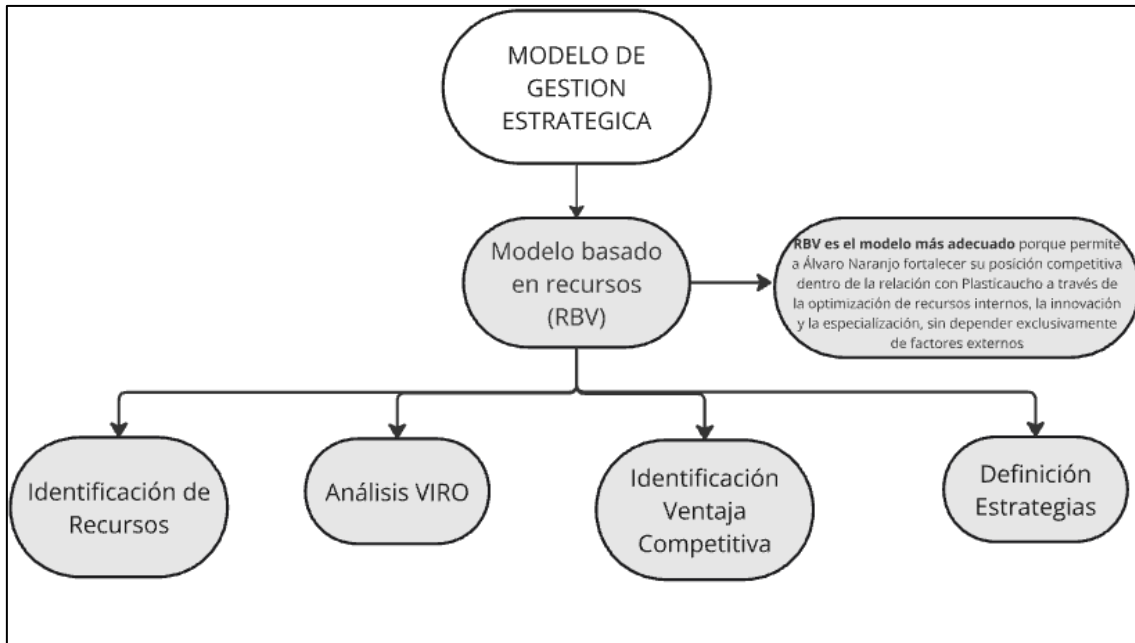 MODELO DE
GESTION
ESTRATEGICA
Modelo basado
en recursos
(RBV)
RBV es el modelo más adecuado porque permite
a Álvaro Naranjo fortalecer su posición competitiva
dentro de la relación con Plasticaucho a través de
la optimización de recursos internos, la innovación
y la especialización, sin depender exclusivamente
de factores externos
Identificación de
Recursos
Análisis VIRO
Identificación
Ventaja
Competitiva
Definición
Estrategias